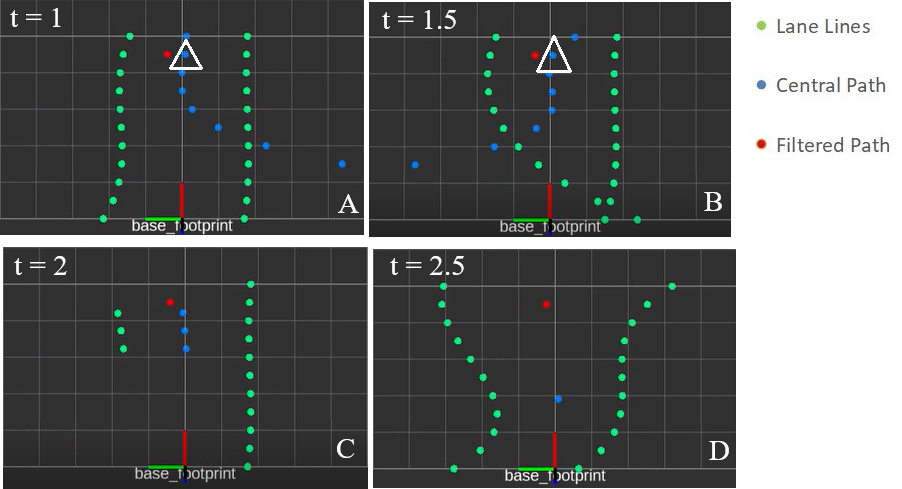 t = 1
A
base_footprint
t = 1.5
B
base_footprint
Lane Lines
Central Path
Filtered Path
t = 2
C
base_footprint
t = 2.5
D
base_footprint